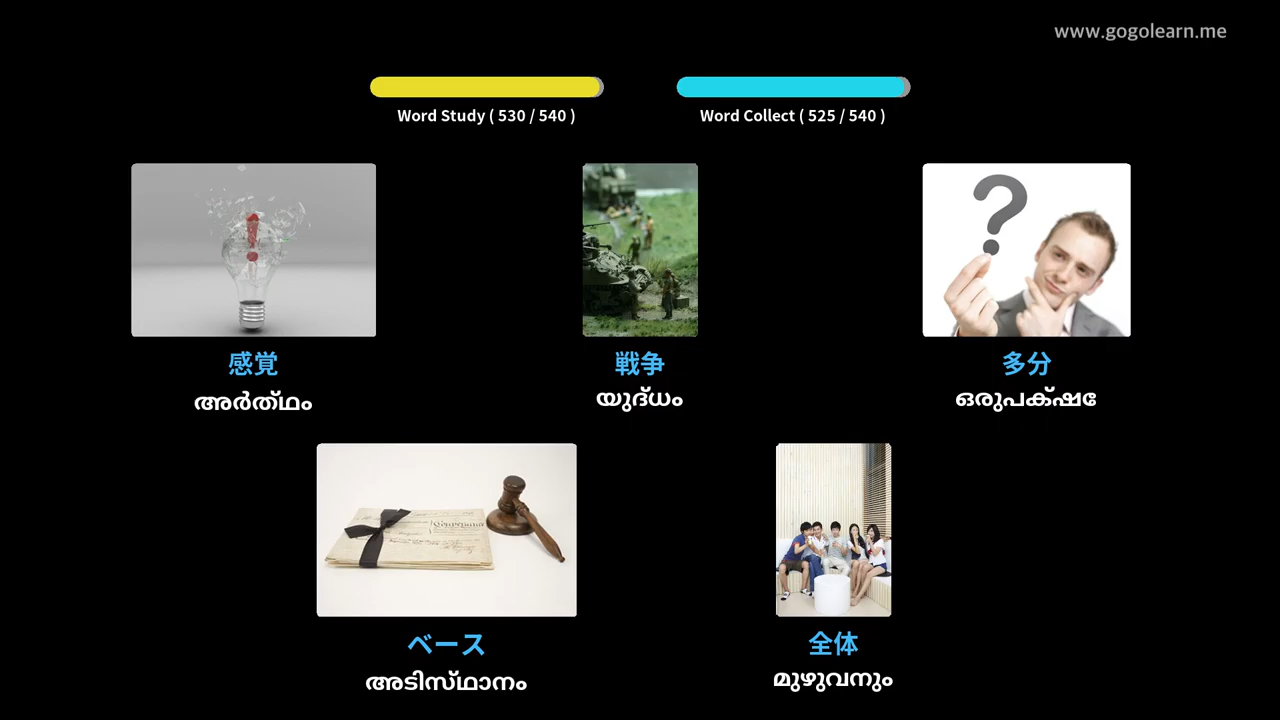 www.gogolearn.me
Word Study ( 530 / 540 )
Word Collect ( 525 / 540 )
感覚
戦争
多分
അർത്ഥം
യുദ്ധം
ഒരുപക്ഷേ
ベース
全体
അടിസ്ഥാനം
മുഴുവനും